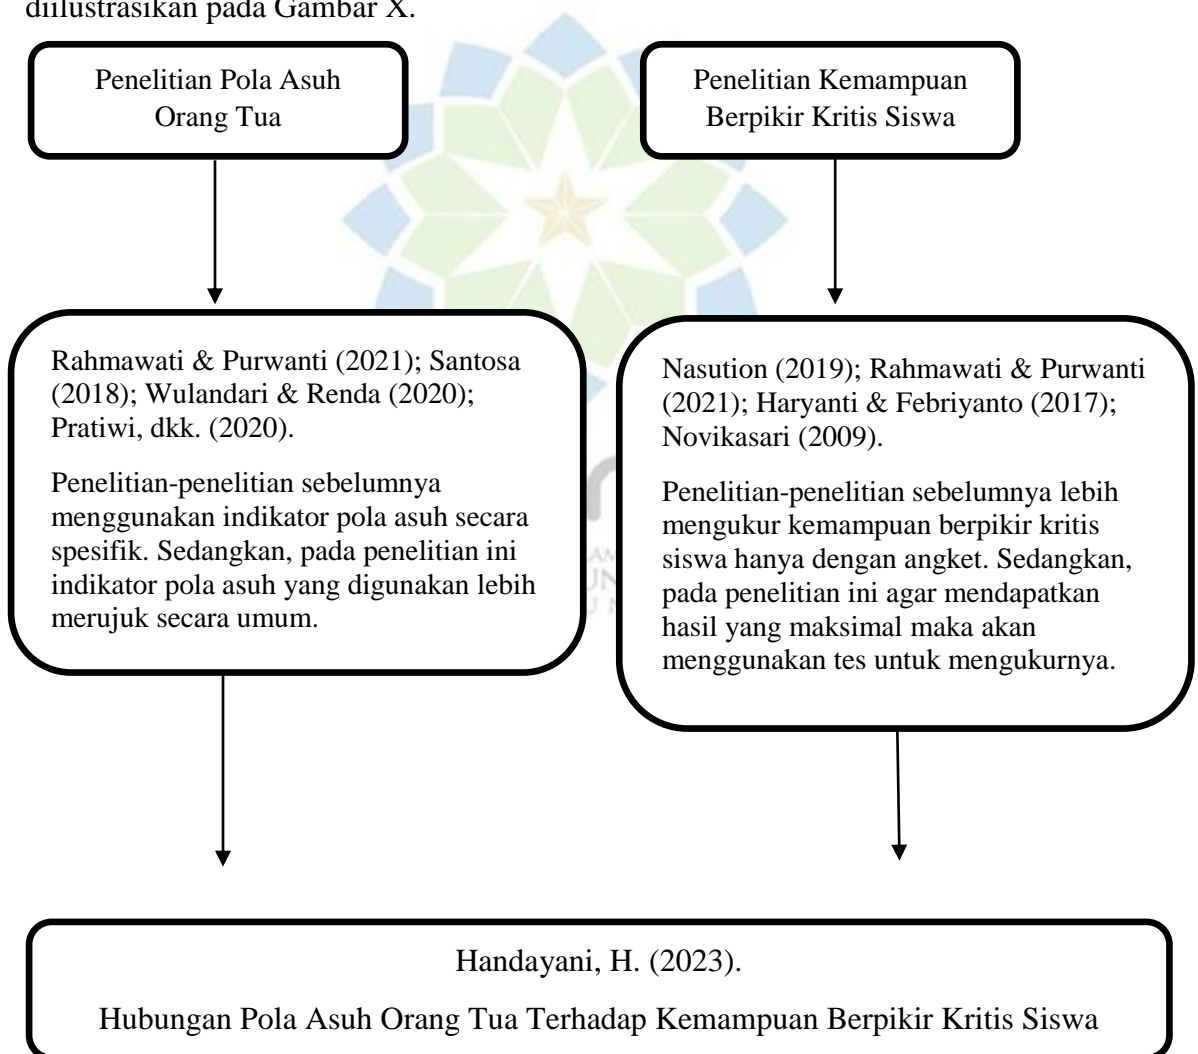 diilustrasikan pada Gambar X.
Penelitian Pola Asuh
Orang Tua
Penelitian Kemampuan
Berpikir Kritis Siswa
Rahmawati & Purwanti (2021); Santosa
(2018); Wulandari & Renda (2020);
Pratiwi, dkk. (2020).
Penelitian-penelitian sebelumnya
menggunakan indikator pola asuh secara
spesifik. Sedangkan, pada penelitian ini
indikator pola asuh yang digunakan lebih
merujuk secara umum.
Nasution (2019); Rahmawati & Purwanti
(2021); Haryanti & Febriyanto (2017);
Novikasari (2009).
Penelitian-penelitian sebelumnya lebih
mengukur kemampuan berpikir kritis
siswa hanya dengan angket. Sedangkan,
pada penelitian ini agar mendapatkan
hasil yang maksimal maka akan
menggunakan tes untuk mengukurnya.
Handayani, H. (2023).
Hubungan Pola Asuh Orang Tua Terhadap Kemampuan Berpikir Kritis Siswa